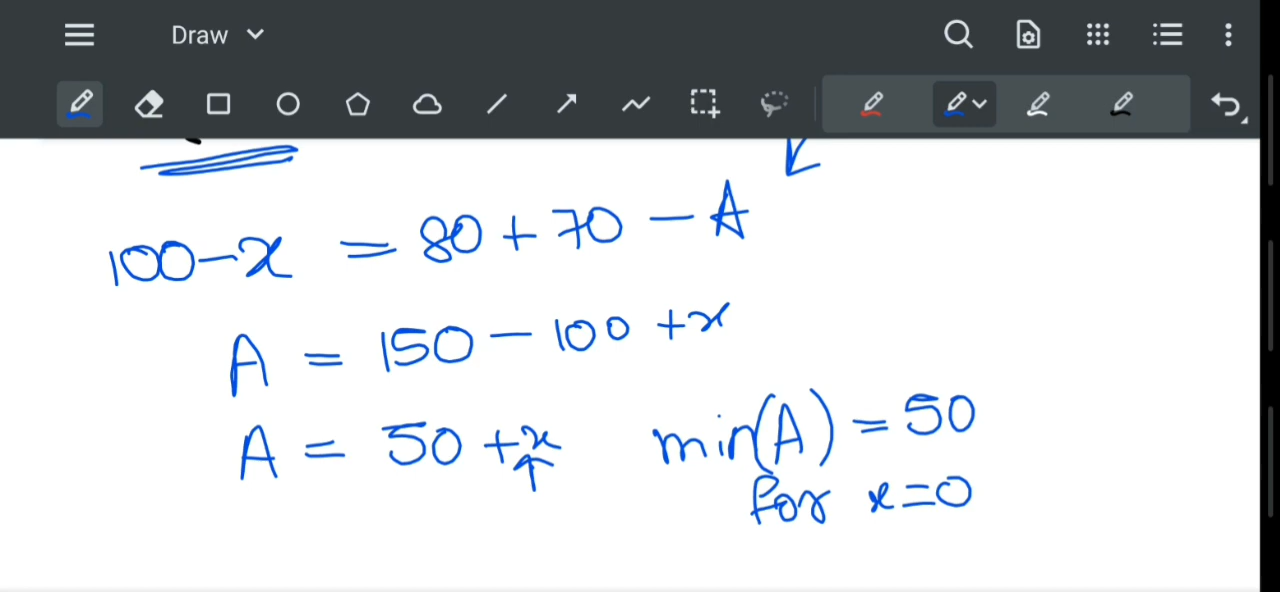 Draw
100-x = 80 + 70 - A
A = 150 - 100 + x
A = 50 + x min(A) = 50
for x=0